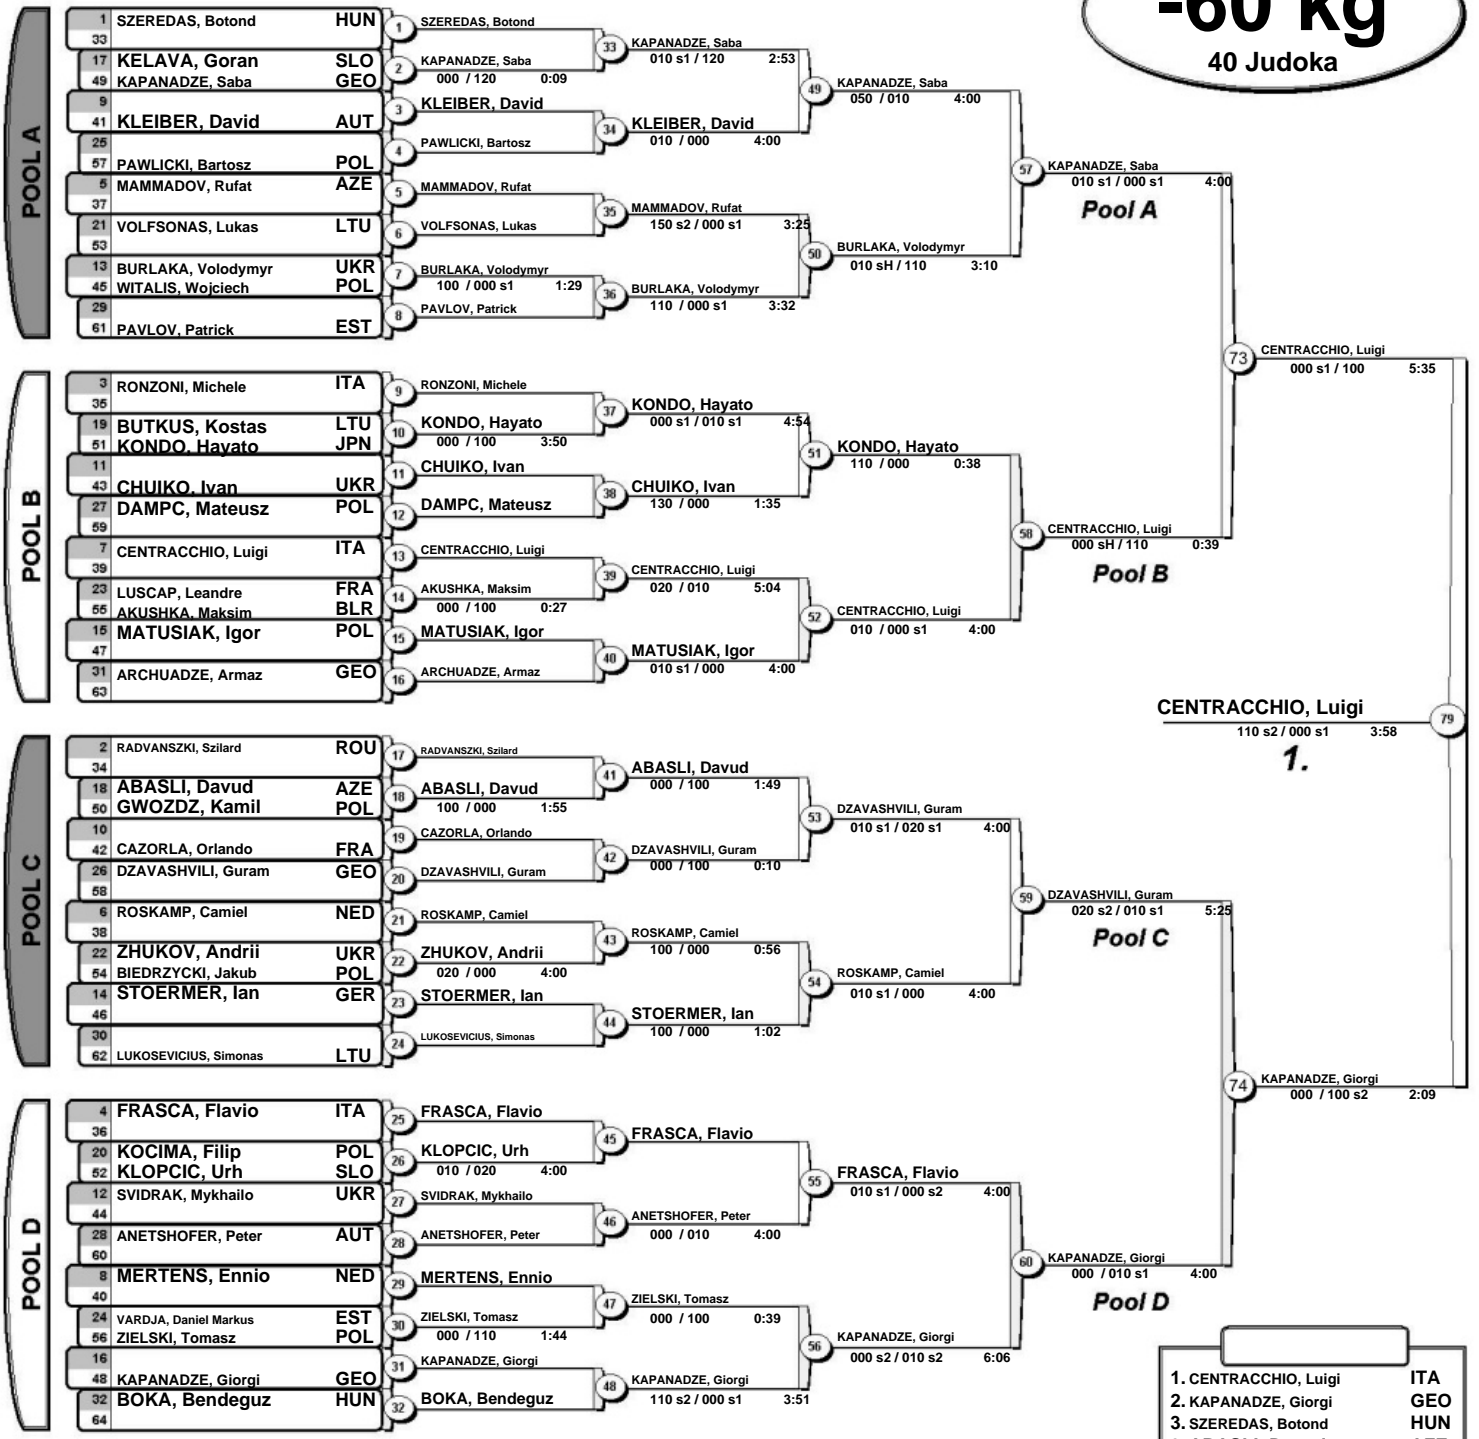 -60 kg
40 Judoka
POOL A
1 SZEREDAS, Botond HUN
33
17 KELAVA, Goran SLO
49 KAPANADZE, Saba GEO
9
41 KLEIBER, David AUT
25
57 PAWLICKI, Bartosz POL
5 MAMMADOV, Rufat AZE
37
21 VOLFSONAS, Lukas LTU
53
13 BURLAKA, Volodymyr UKR
45 WITALIS, Wojciech POL
29
61 PAVLOV, Patrick EST
1 SZEREDAS, Botond
2 KAPANADZE, Saba
000 / 120 0:09
3 KLEIBER, David
4 PAWLICKI, Bartosz
5 MAMMADOV, Rufat
6 VOLFSONAS, Lukas
7 BURLAKA, Volodymyr
100 / 000 s1 1:29
8 PAVLOV, Patrick
33 KAPANADZE, Saba
010 s1 / 120 2:53
34 KLEIBER, David
010 / 000 4:00
35 MAMMADOV, Rufat
150 s2 / 000 s1 3:25
36 BURLAKA, Volodymyr
110 / 000 s1 3:32
49 KAPANADZE, Saba
050 / 010 4:00
50 BURLAKA, Volodymyr
010 sH / 110 3:10
57 KAPANADZE, Saba
010 s1 / 000 s1 4:00
Pool A
POOL B
3 RONZONI, Michele ITA
35
19 BUTKUS, Kostas LTU
51 KONDO, Hayato JPN
11
43 CHUIKO, Ivan UKR
27 DAMPC, Mateusz POL
59
7 CENTRACCHIO, Luigi ITA
39
23 LUSCAP, Leandre FRA
55 AKUSHKA, Maksim BLR
15 MATUSIAK, Igor POL
47
31 ARCHUADZE, Armaz GEO
63
9 RONZONI, Michele
10 KONDO, Hayato
000 / 100 3:50
11 CHUIKO, Ivan
12 DAMPC, Mateusz
13 CENTRACCHIO, Luigi
14 AKUSHKA, Maksim
000 / 100 0:27
15 MATUSIAK, Igor
16 ARCHUADZE, Armaz
37 KONDO, Hayato
000 s1 / 010 s1 4:54
38 CHUIKO, Ivan
130 / 000 1:35
39 CENTRACCHIO, Luigi
020 / 010 5:04
40 MATUSIAK, Igor
010 s1 / 000 4:00
51 KONDO, Hayato
110 / 000 0:38
52 CENTRACCHIO, Luigi
010 / 000 s1 4:00
58 CENTRACCHIO, Luigi
000 sH / 110 0:39
Pool B
73 CENTRACCHIO, Luigi
000 s1 / 100 5:35
CENTRACCHIO, Luigi 79
110 s2 / 000 s1 3:58
1.
POOL C
2 RADVANSZKI, Szilard ROU
34
18 ABASLI, Davud AZE
50 GWOZDZ, Kamil POL
10
42 CAZORLA, Orlando FRA
26 DZAVASHVILI, Guram GEO
58
6 ROSKAMP, Camiel NED
38
22 ZHUKOV, Andrii UKR
54 BIEDRZYCKI, Jakub POL
14 STOERMER, Ian GER
46
30
62 LUKOSEVICIUS, Simonas LTU
17 RADVANSZKI, Szilard
18 ABASLI, Davud
100 / 000 1:55
19 CAZORLA, Orlando
20 DZAVASHVILI, Guram
21 ROSKAMP, Camiel
22 ZHUKOV, Andrii
020 / 000 4:00
23 STOERMER, Ian
24 LUKOSEVICIUS, Simonas
41 ABASLI, Davud
000 / 100 1:49
42 DZAVASHVILI, Guram
000 / 100 0:10
43 ROSKAMP, Camiel
100 / 000 0:56
44 STOERMER, Ian
100 / 000 1:02
53 DZAVASHVILI, Guram
010 s1 / 020 s1 4:00
54 ROSKAMP, Camiel
010 s1 / 000 4:00
59 DZAVASHVILI, Guram
020 s2 / 010 s1 5:25
Pool C
POOL D
4 FRASCA, Flavio ITA
36
20 KOCIMA, Filip POL
52 KLOPCIC, Urh SLO
12 SVIDRAK, Mykhailo UKR
44
28 ANETSHOFER, Peter AUT
60
8 MERTENS, Ennio NED
40
24 VARDJA, Daniel Markus EST
56 ZIELSKI, Tomasz POL
16
48 KAPANADZE, Giorgi GEO
32 BOKA, Bendeguz HUN
64
25 FRASCA, Flavio
26 KLOPCIC, Urh
010 / 020 4:00
27 SVIDRAK, Mykhailo
28 ANETSHOFER, Peter
29 MERTENS, Ennio
30 ZIELSKI, Tomasz
000 / 110 1:44
31 KAPANADZE, Giorgi
32 BOKA, Bendeguz
45 FRASCA, Flavio
46 ANETSHOFER, Peter
000 / 010 4:00
47 ZIELSKI, Tomasz
000 / 100 0:39
48 KAPANADZE, Giorgi
110 s2 / 000 s1 3:51
55 FRASCA, Flavio
010 s1 / 000 s2 4:00
56 KAPANADZE, Giorgi
000 s2 / 010 s2 6:06
60 KAPANADZE, Giorgi
000 / 010 s1 4:00
Pool D
74 KAPANADZE, Giorgi
000 / 100 s2 2:09
1. CENTRACCHIO, Luigi ITA
2. KAPANADZE, Giorgi GEO
3. SZEREDAS, Botond HUN